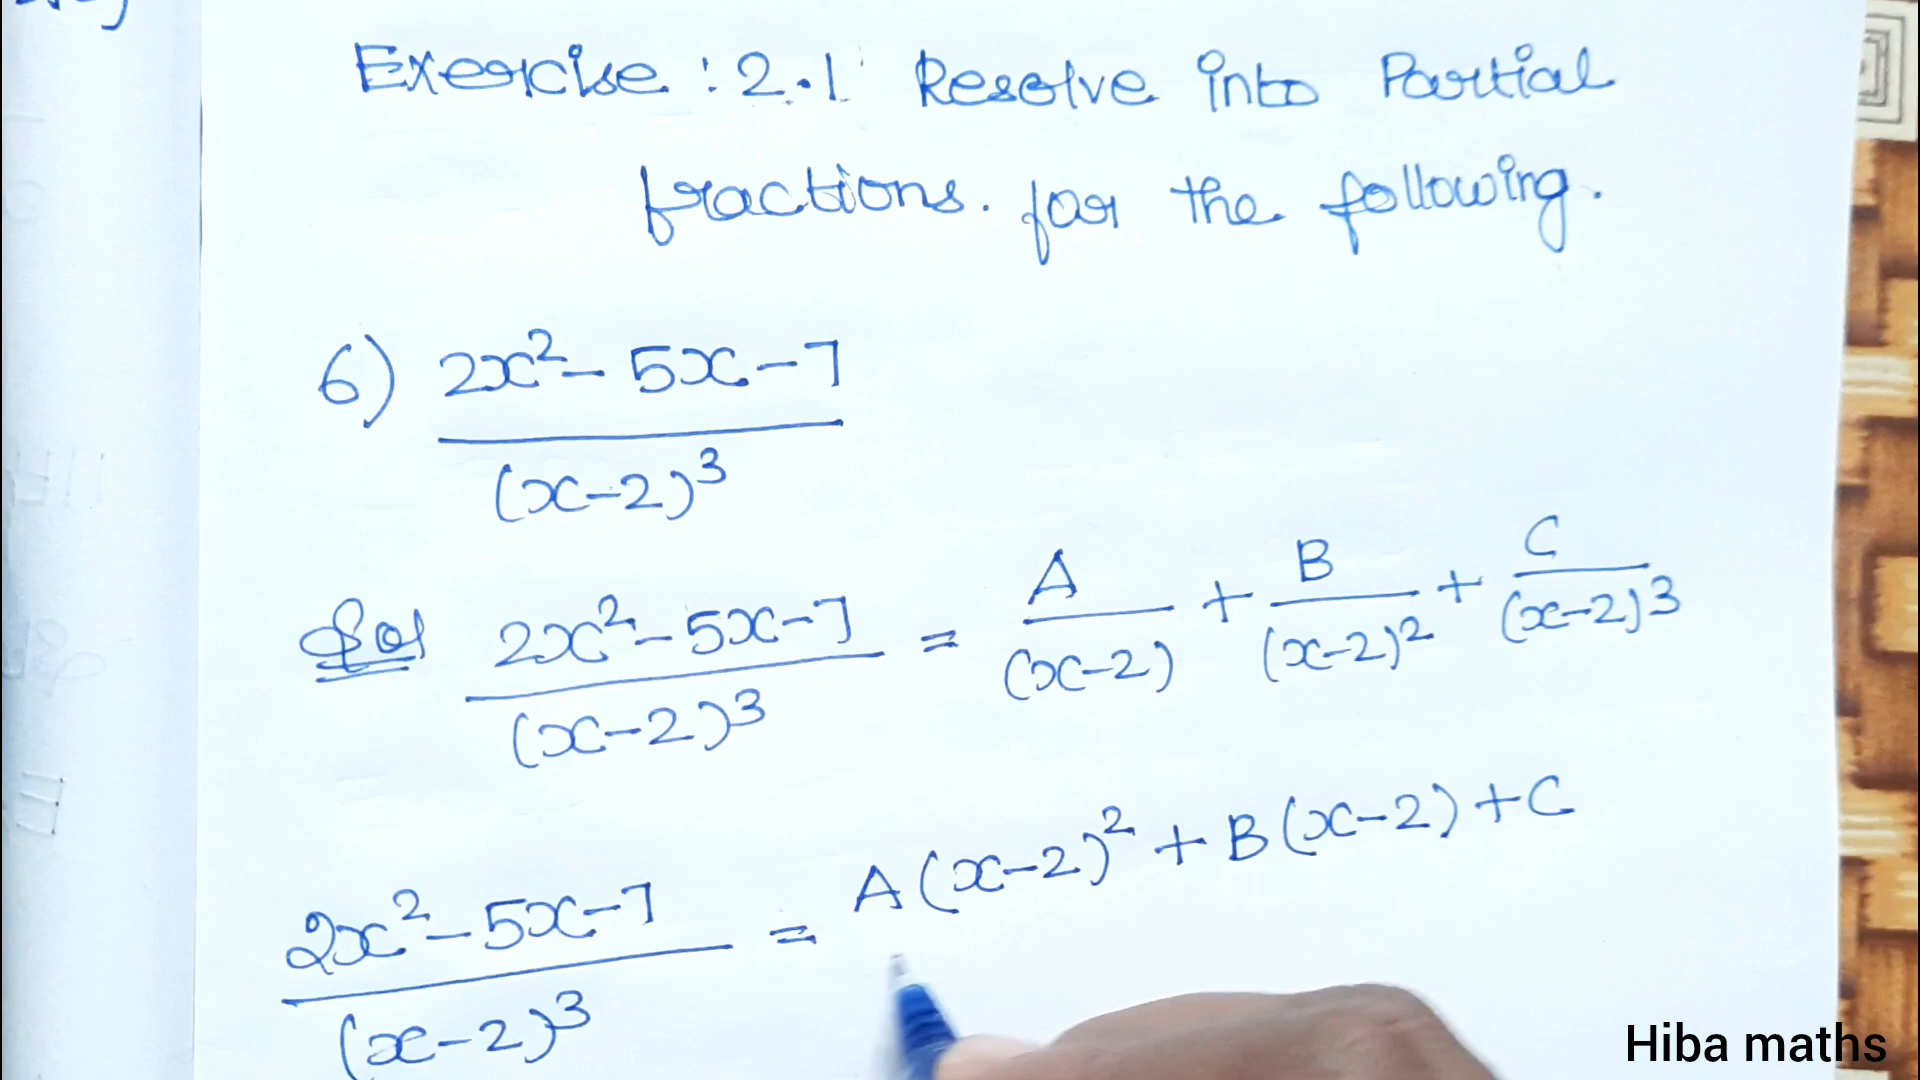 Exercise : 2.1 Resolve into Partial
fractions. for the following.
6) 2x² - 5x - 7
(x-2)³
Sol 2x² - 5x - 7 = A + B + C
(x-2)³ (x-2) (x-2)² (x-2)³
2x² - 5x - 7 = A(x-2)² + B(x-2) + C
(x-2)³
Hiba maths